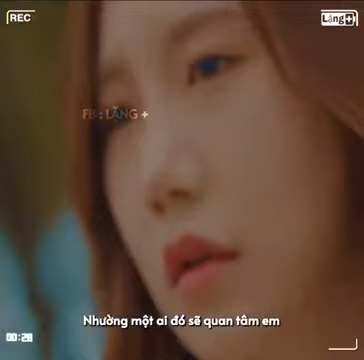 REC
Lặng+
FB: LẶNG +
Nhường một ai đó sẽ quan tâm em
00:28